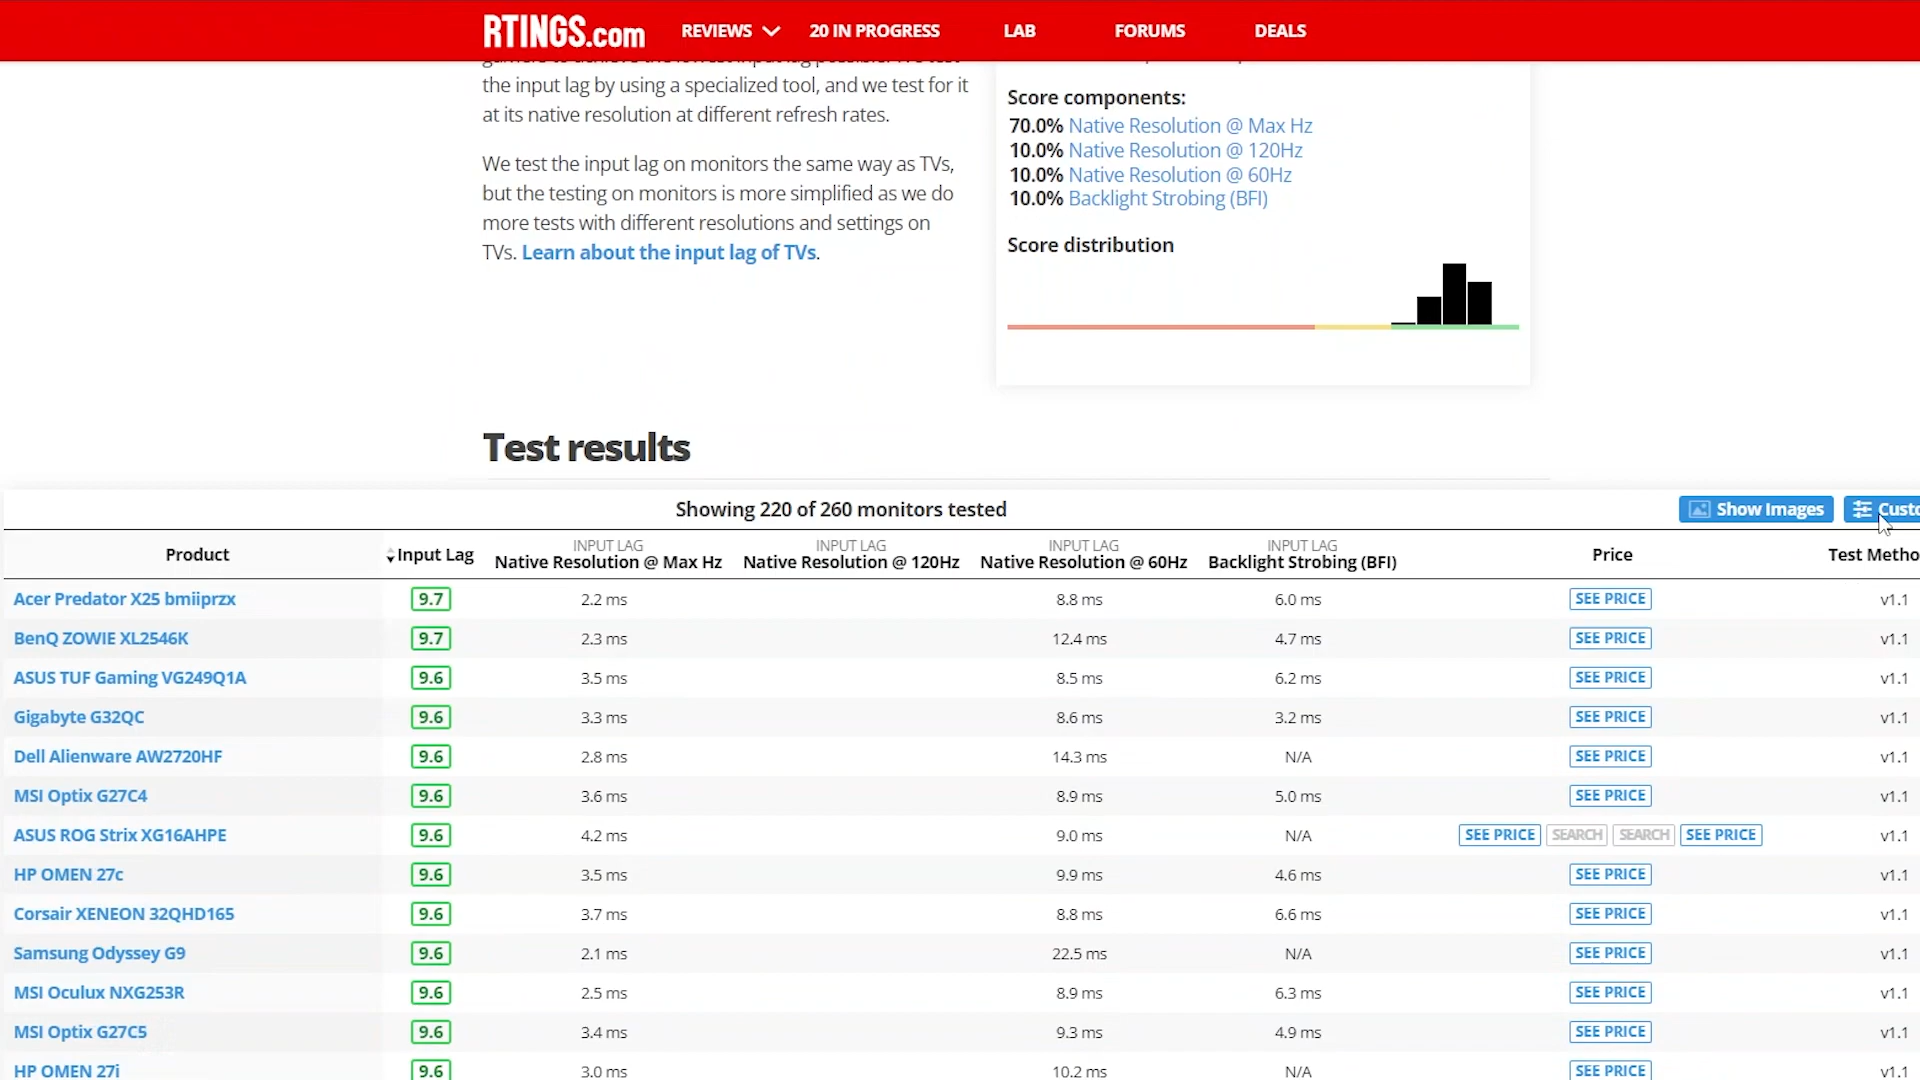 RTINGS.com REVIEWS 20 IN PROGRESS LAB FORUMS DEALS
the input lag by using a specialized tool, and we test for it
at its native resolution at different refresh rates.
We test the input lag on monitors the same way as TVs,
but the testing on monitors is more simplified as we do
more tests with different resolutions and settings on
TVs. Learn about the input lag of TVs.
Score components:
70.0% Native Resolution @ Max Hz
10.0% Native Resolution @ 120Hz
10.0% Native Resolution @ 60Hz
10.0% Backlight Strobing (BFI)
Score distribution
Test results
Showing 220 of 260 monitors tested Show Images Custo
INPUT LAG INPUT LAG INPUT LAG INPUT LAG
Product Input Lag Native Resolution @ Max Hz Native Resolution @ 120Hz Native Resolution @ 60Hz Backlight Strobing (BFI) Price Test Metho
Acer Predator X25 bmiiprzx 9.7 2.2 ms 8.8 ms 6.0 ms SEE PRICE v1.1
BenQ ZOWIE XL2546K 9.7 2.3 ms 12.4 ms 4.7 ms SEE PRICE v1.1
ASUS TUF Gaming VG249Q1A 9.6 3.5 ms 8.5 ms 6.2 ms SEE PRICE v1.1
Gigabyte G32QC 9.6 3.3 ms 8.6 ms 3.2 ms SEE PRICE v1.1
Dell Alienware AW2720HF 9.6 2.8 ms 14.3 ms N/A SEE PRICE v1.1
MSI Optix G27C4 9.6 3.6 ms 8.9 ms 5.0 ms SEE PRICE v1.1
ASUS ROG Strix XG16AHPE 9.6 4.2 ms 9.0 ms N/A SEE PRICE SEARCH SEARCH SEE PRICE v1.1
HP OMEN 27c 9.6 3.5 ms 9.9 ms 4.6 ms SEE PRICE v1.1
Corsair XENEON 32QHD165 9.6 3.7 ms 8.8 ms 6.6 ms SEE PRICE v1.1
Samsung Odyssey G9 9.6 2.1 ms 22.5 ms N/A SEE PRICE v1.1
MSI Oculux NXG253R 9.6 2.5 ms 8.9 ms 6.3 ms SEE PRICE v1.1
MSI Optix G27C5 9.6 3.4 ms 9.3 ms 4.9 ms SEE PRICE v1.1
HP OMEN 27i 9.6 3.0 ms 10.2 ms N/A SEE PRICE v1.1